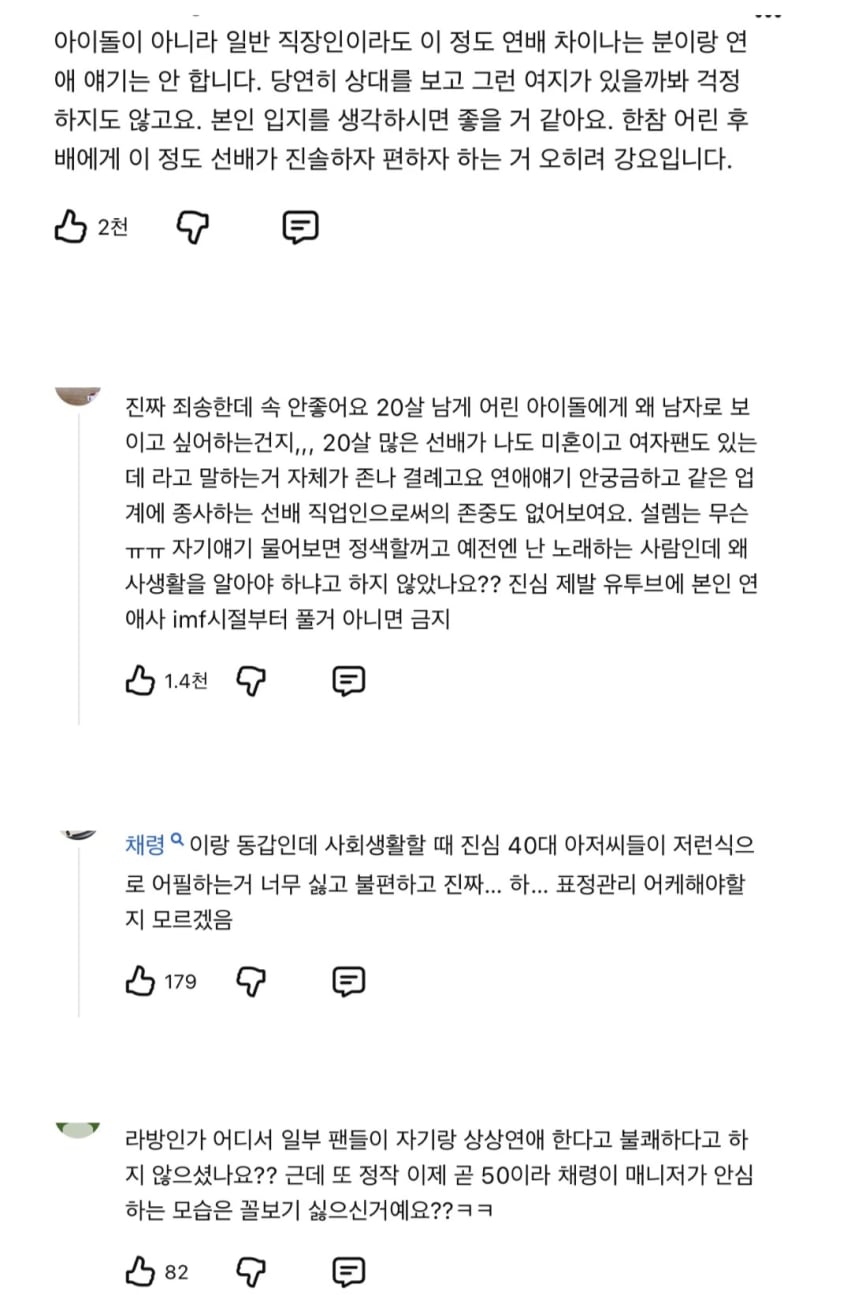 아이돌이 아니라 일반 직장인이라도 이 정도 연배 차이나는 분이랑 연
애 얘기는 안 합니다. 당연히 상대를 보고 그런 여지가 있을까봐 걱정
하지도 않고요. 본인 입지를 생각하시면 좋을 거 같아요. 한참 어린 후
배에게 이 정도 선배가 진솔하자 편하자 하는 거 오히려 강요입니다.
2천
진짜 죄송한데 속 안좋어요 20살 남게 어린 아이돌에게 왜 남자로 보
이고 싶어하는건지,,, 20살 많은 선배가 나도 미혼이고 여자팬도 있는
데 라고 말하는거 자체가 존나 결례고요 연애얘기 안궁금하고 같은 업
계에 종사하는 선배 직업인으로써의 존중도 없어보여요. 설렘는 무슨
ㅠㅠ 자기얘기 물어보면 정색할꺼고 예전엔 난 노래하는 사람인데 왜
사생활을 알아야 하냐고 하지 않았나요?? 진심 제발 유투브에 본인 연
애사 imf시절부터 풀거 아니면 금지
1.4천
채령 이랑 동갑인데 사회생활할 때 진심 40대 아저씨들이 저런식으
로 어필하는거 너무 싫고 불편하고 진짜... 하... 표정관리 어케해야할
지 모르겠음
179
라방인가 어디서 일부 팬들이 자기랑 상상연애 한다고 불쾌하다고 하
지 않으셨나요?? 근데 또 정작 이제 곧 50이라 채령이 매니저가 안심
하는 모습은 꼴보기 싫으신거예요??ㅋㅋ
82